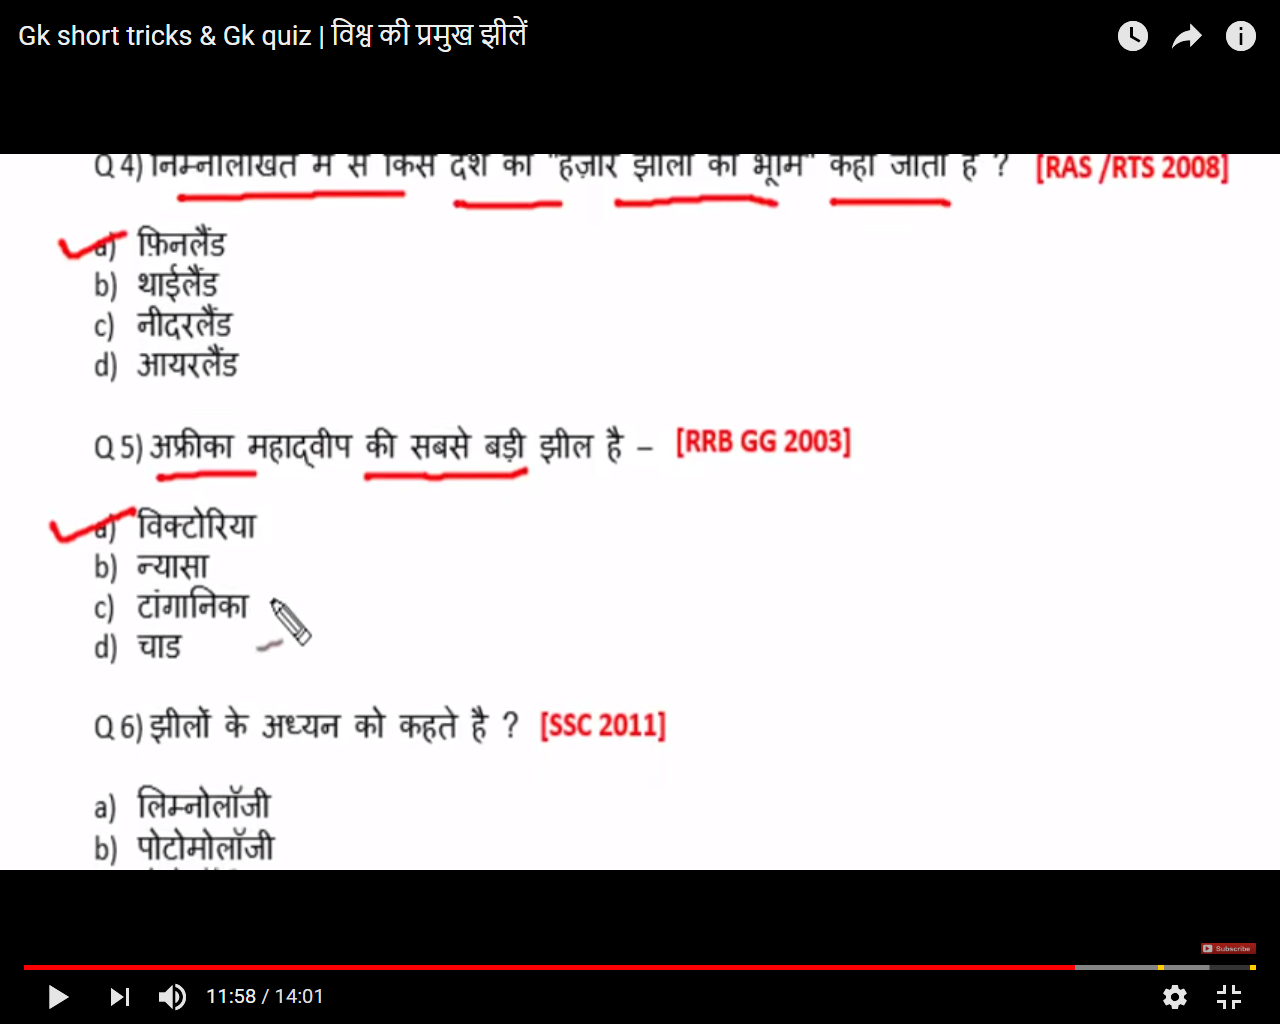 Gk short tricks & Gk quiz | विश्व की प्रमुख झीलें
Q 4) निम्नलिखित में से किस देश को "हज़ार झीलों की भूमि" कहा जाता है ? [RAS /RTS 2008]
a) फ़िनलैंड
b) थाईलैंड
c) नीदरलैंड
d) आयरलैंड
Q 5) अफ्रीका महाद्वीप की सबसे बड़ी झील है – [RRB GG 2003]
a) विक्टोरिया
b) न्यासा
c) टांगानिका
d) चाड
Q 6) झीलों के अध्यन को कहते है ? [SSC 2011]
a) लिम्नोलॉजी
b) पोटोमोलॉजी
Subscribe
11:58 / 14:01